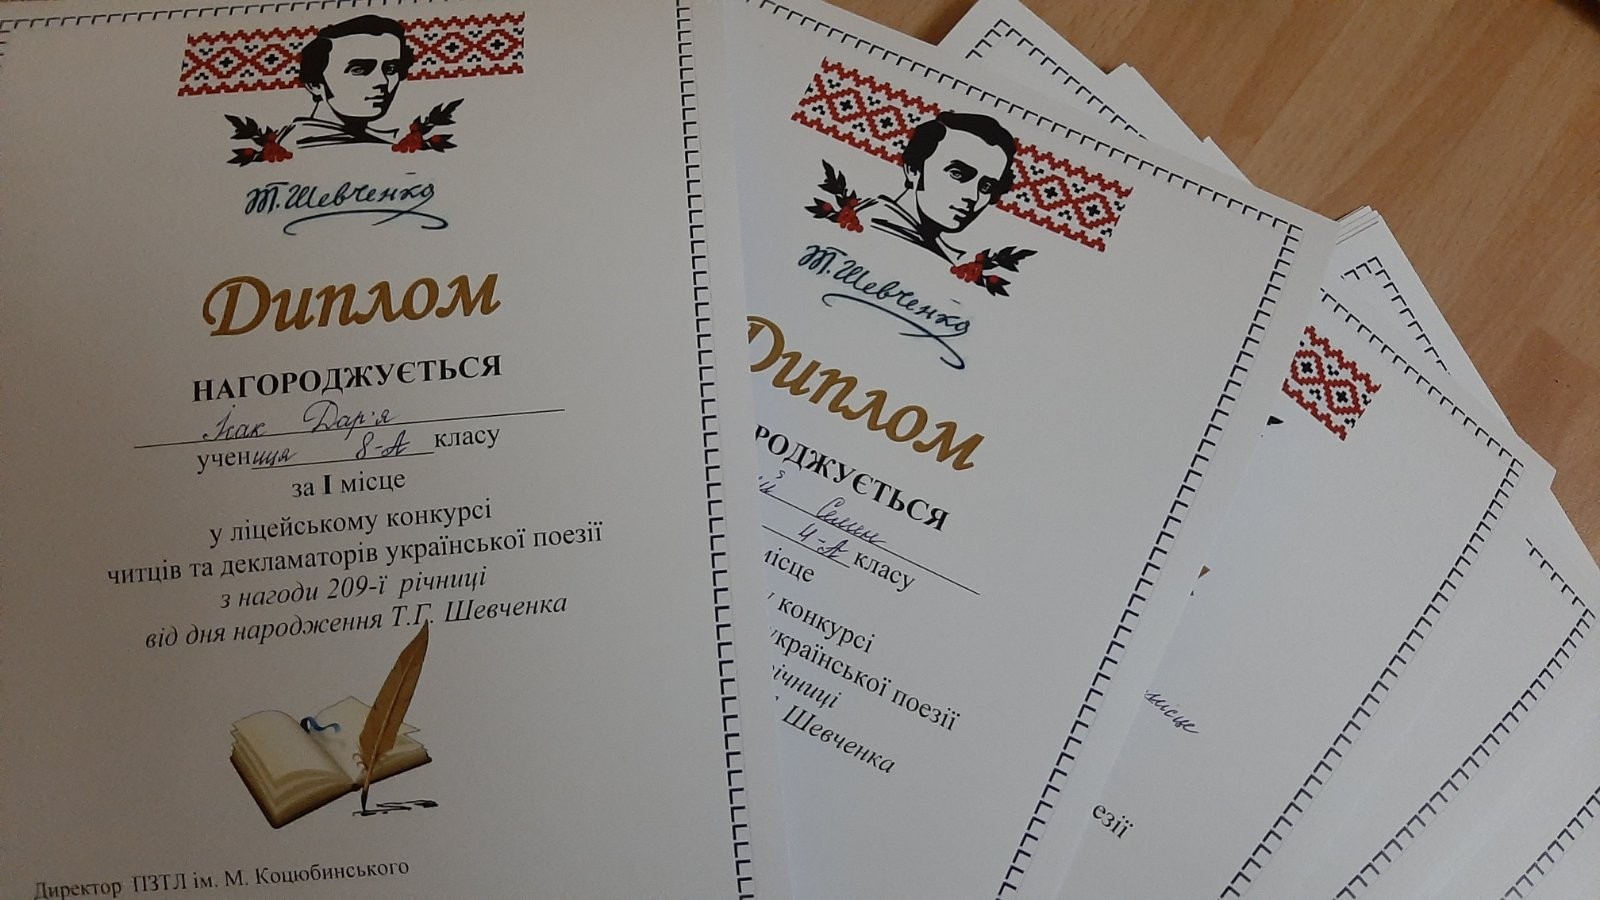 Т.Шевченко
Диплом
НАГОРОДЖУЄТЬСЯ
Ісак Дар'я
учениця 8-А класу
за І місце
у ліцейському конкурсі
читців та декламаторів української поезії
з нагоди 209-ї річниці
від дня народження Т.Г. Шевченка
Директор ПЗТЛ ім. М. Коцюбинського
Т.Шевченко
Диплом
РОДЖУЄТЬСЯ
4-А класу
місце
у конкурсі
української поезії
річниці
Шевченка
місце
езії